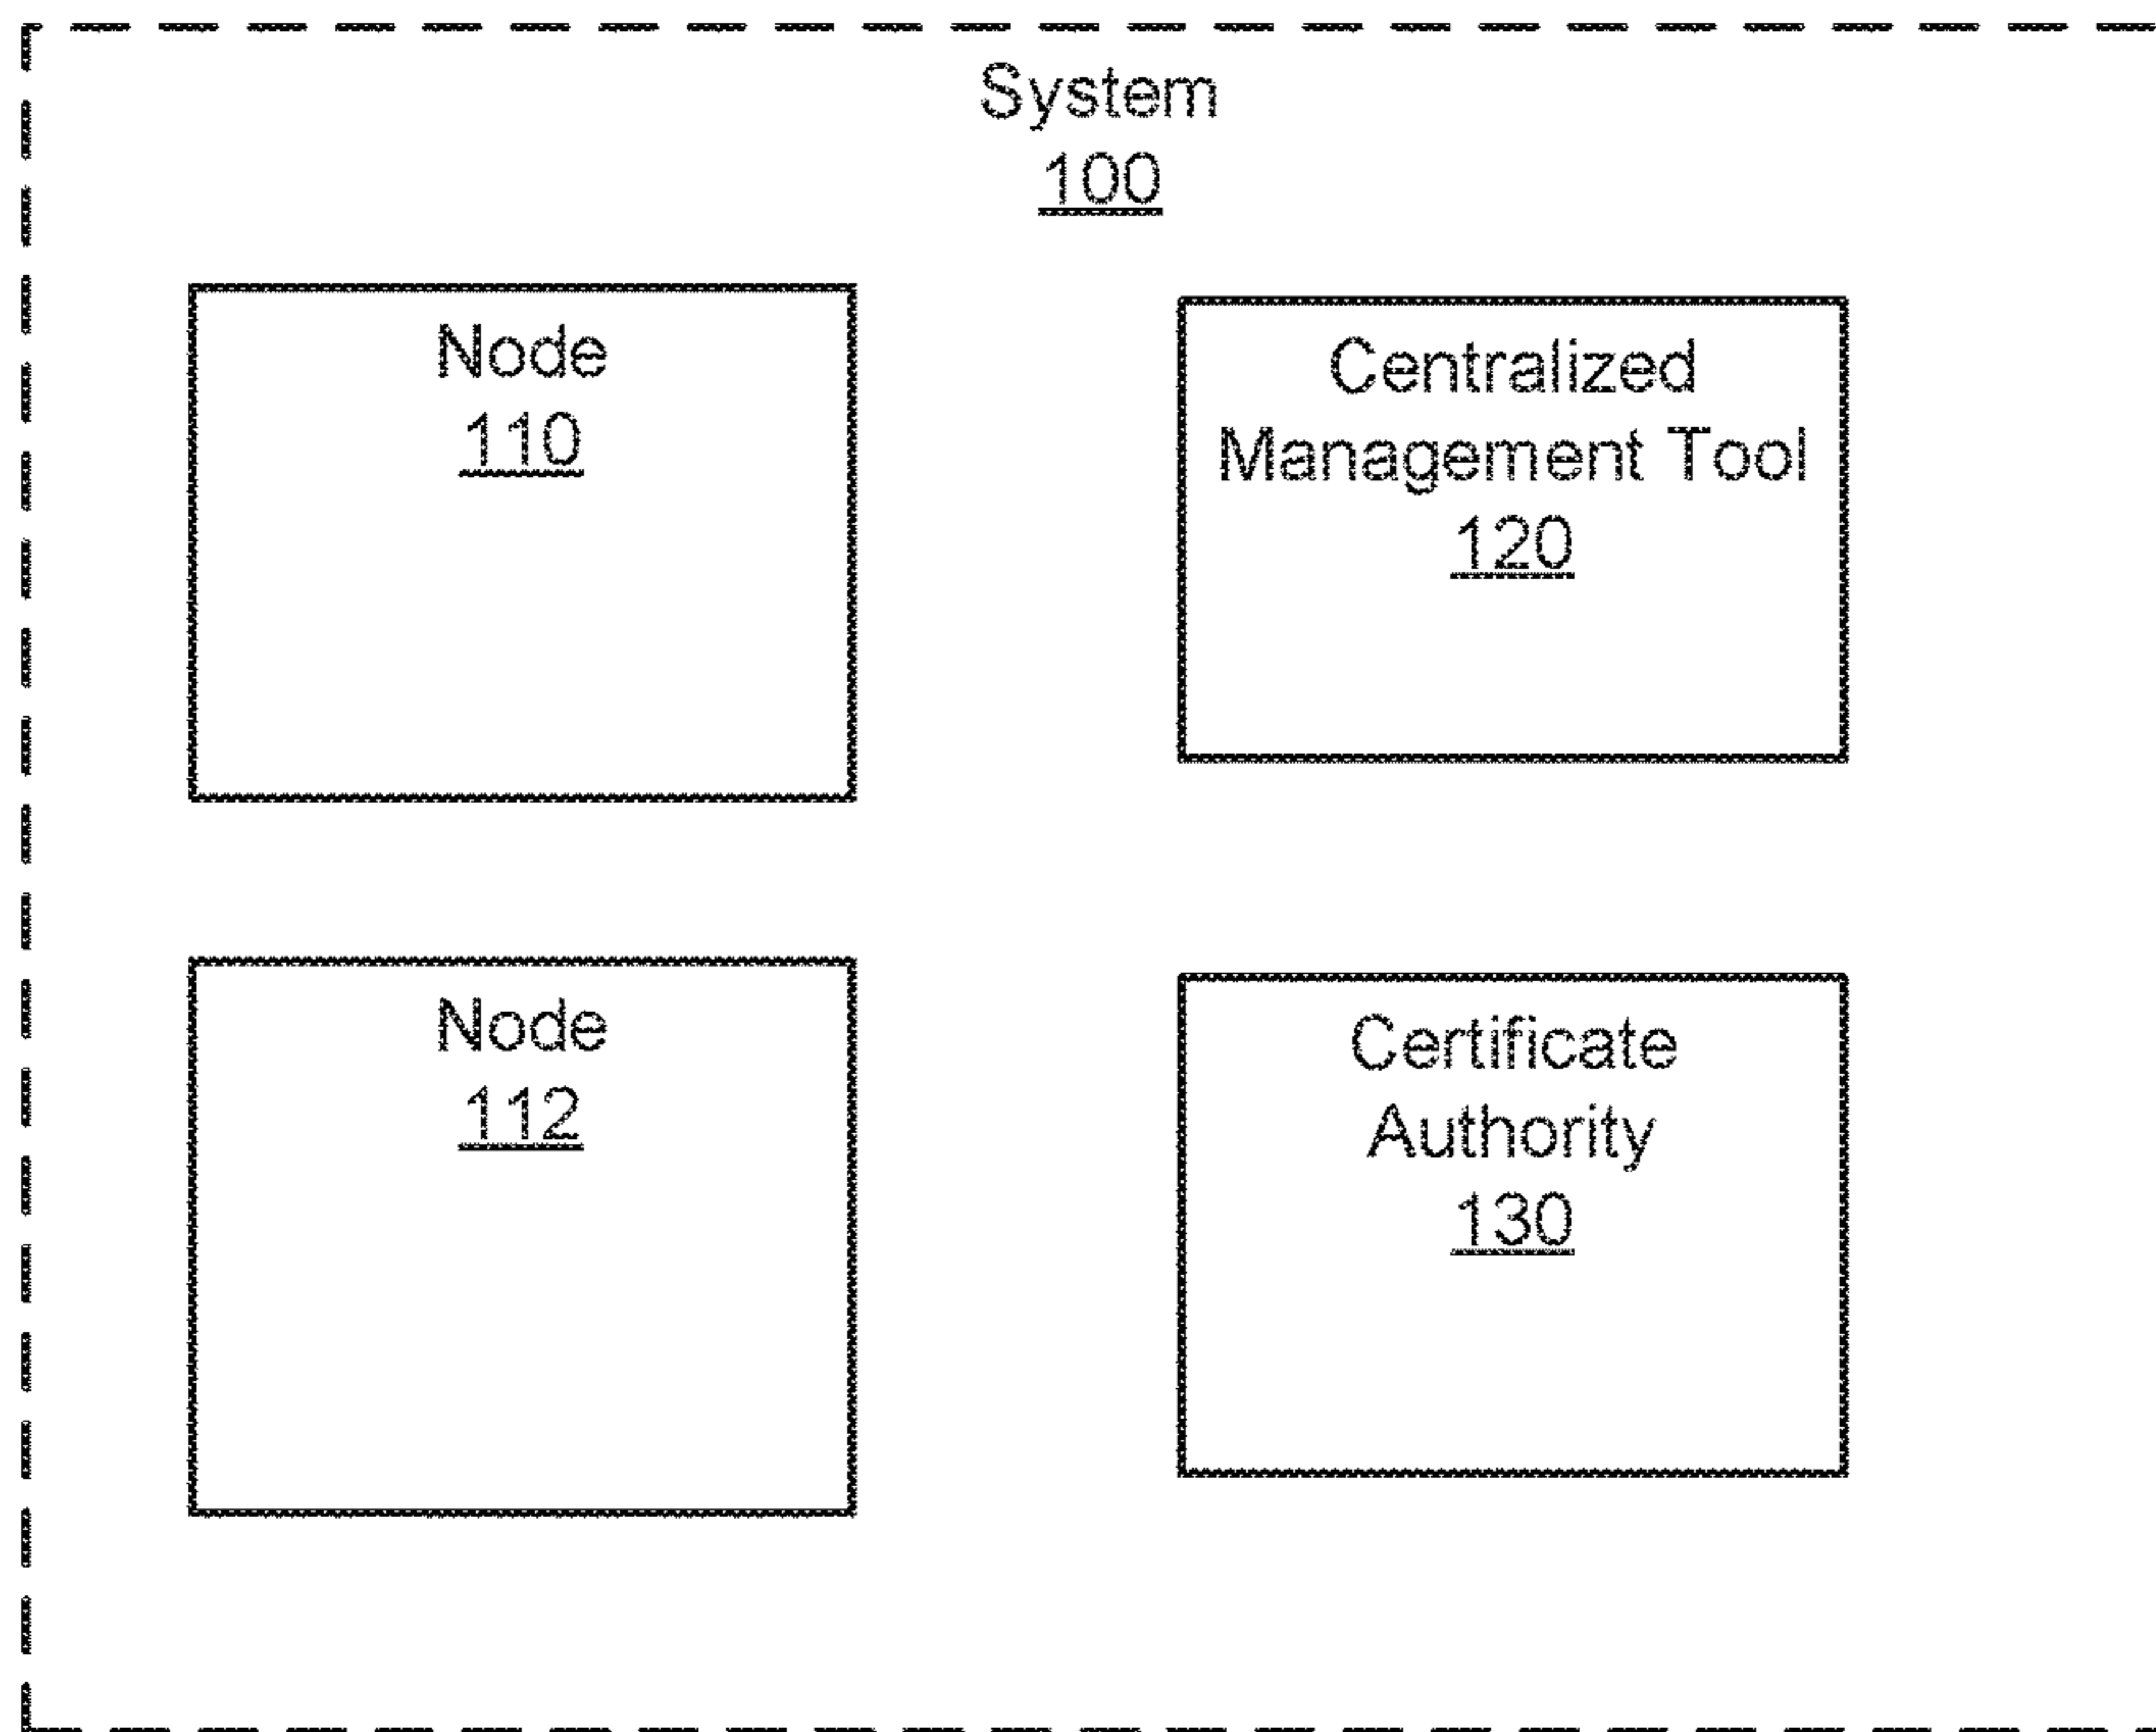 System
100
Node
110
Centralized
Management Tool
120
Node
112
Certificate
Authority
130